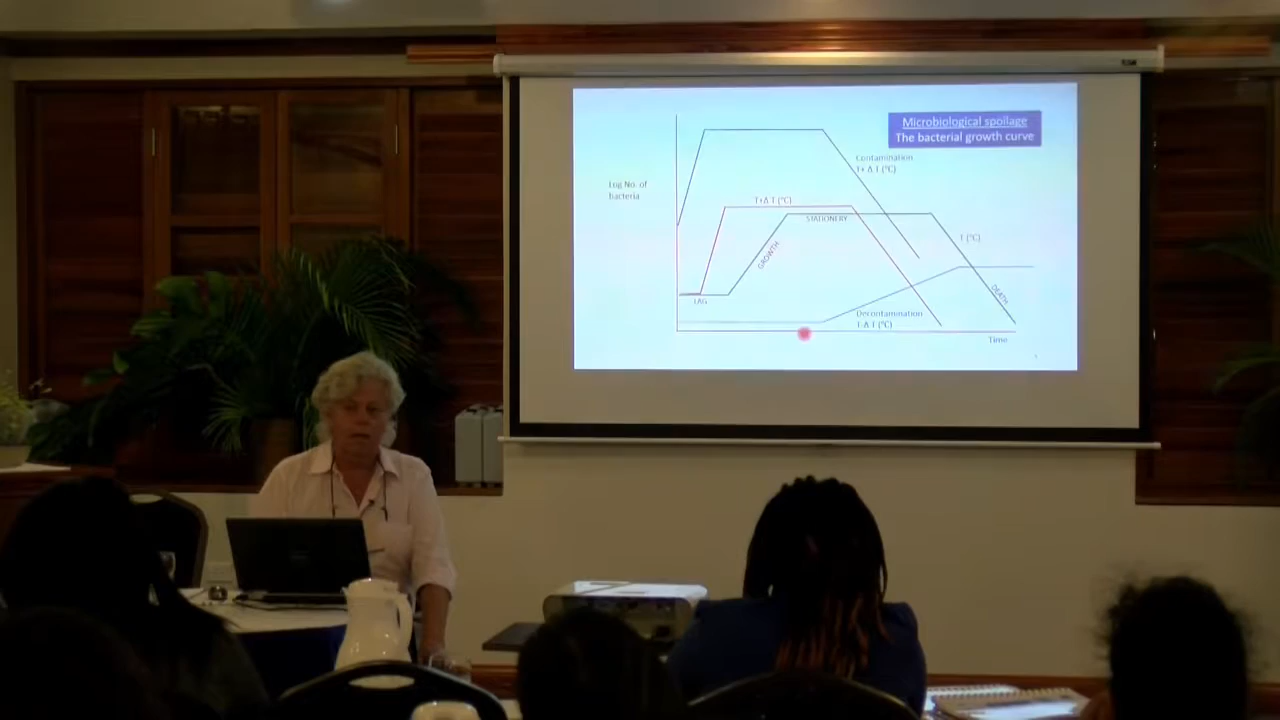 Microbiological spoilage
The bacterial growth curve
Contamination
T+ Δ T (°C)
Log No. of
bacteria
T+Δ T (°C)
STATIONERY
GROWTH
T (°C)
LAG
DEATH
Decontamination
T-Δ T (°C)
Time